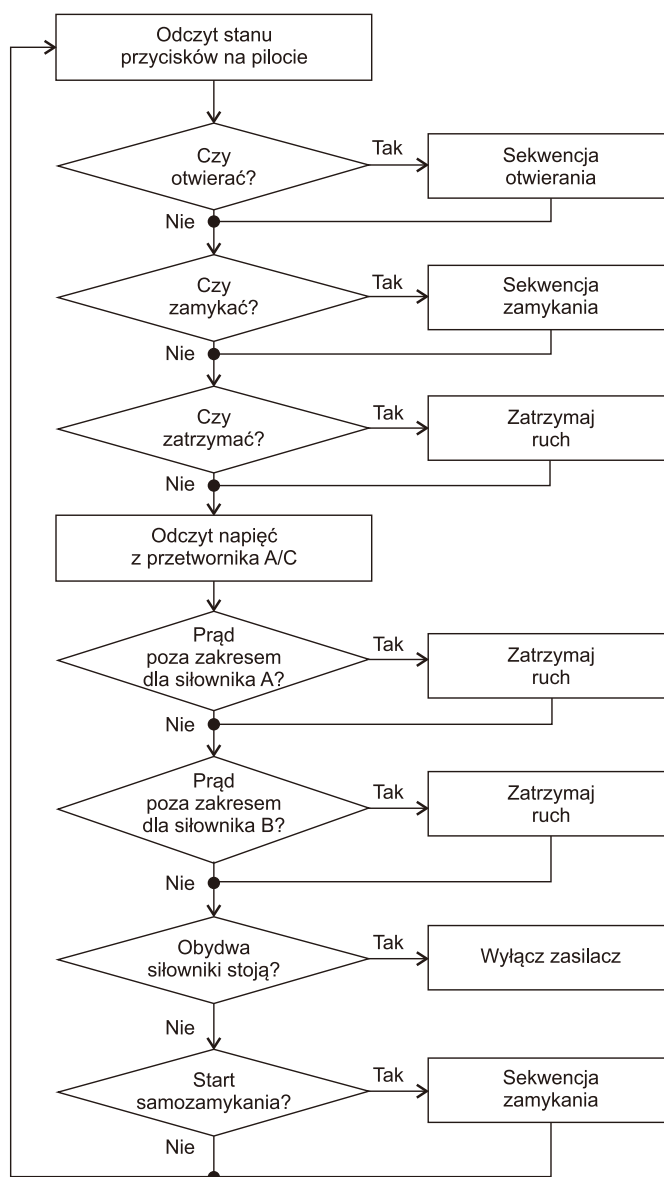 Odczyt stanu
przycisków na pilocie
Czy
otwierać?
Tak
Sekwencja
otwierania
Nie
Czy
zamykać?
Tak
Sekwencja
zamykania
Nie
Czy
zatrzymać?
Tak
Zatrzymaj
ruch
Nie
Odczyt napięć
z przetwornika A/C
Prąd
poza zakresem
dla siłownika A?
Tak
Zatrzymaj
ruch
Nie
Prąd
poza zakresem
dla siłownika B?
Tak
Zatrzymaj
ruch
Nie
Obydwa
siłowniki stoją?
Tak
Wyłącz zasilacz
Nie
Start
samozamykania?
Tak
Sekwencja
zamykania
Nie